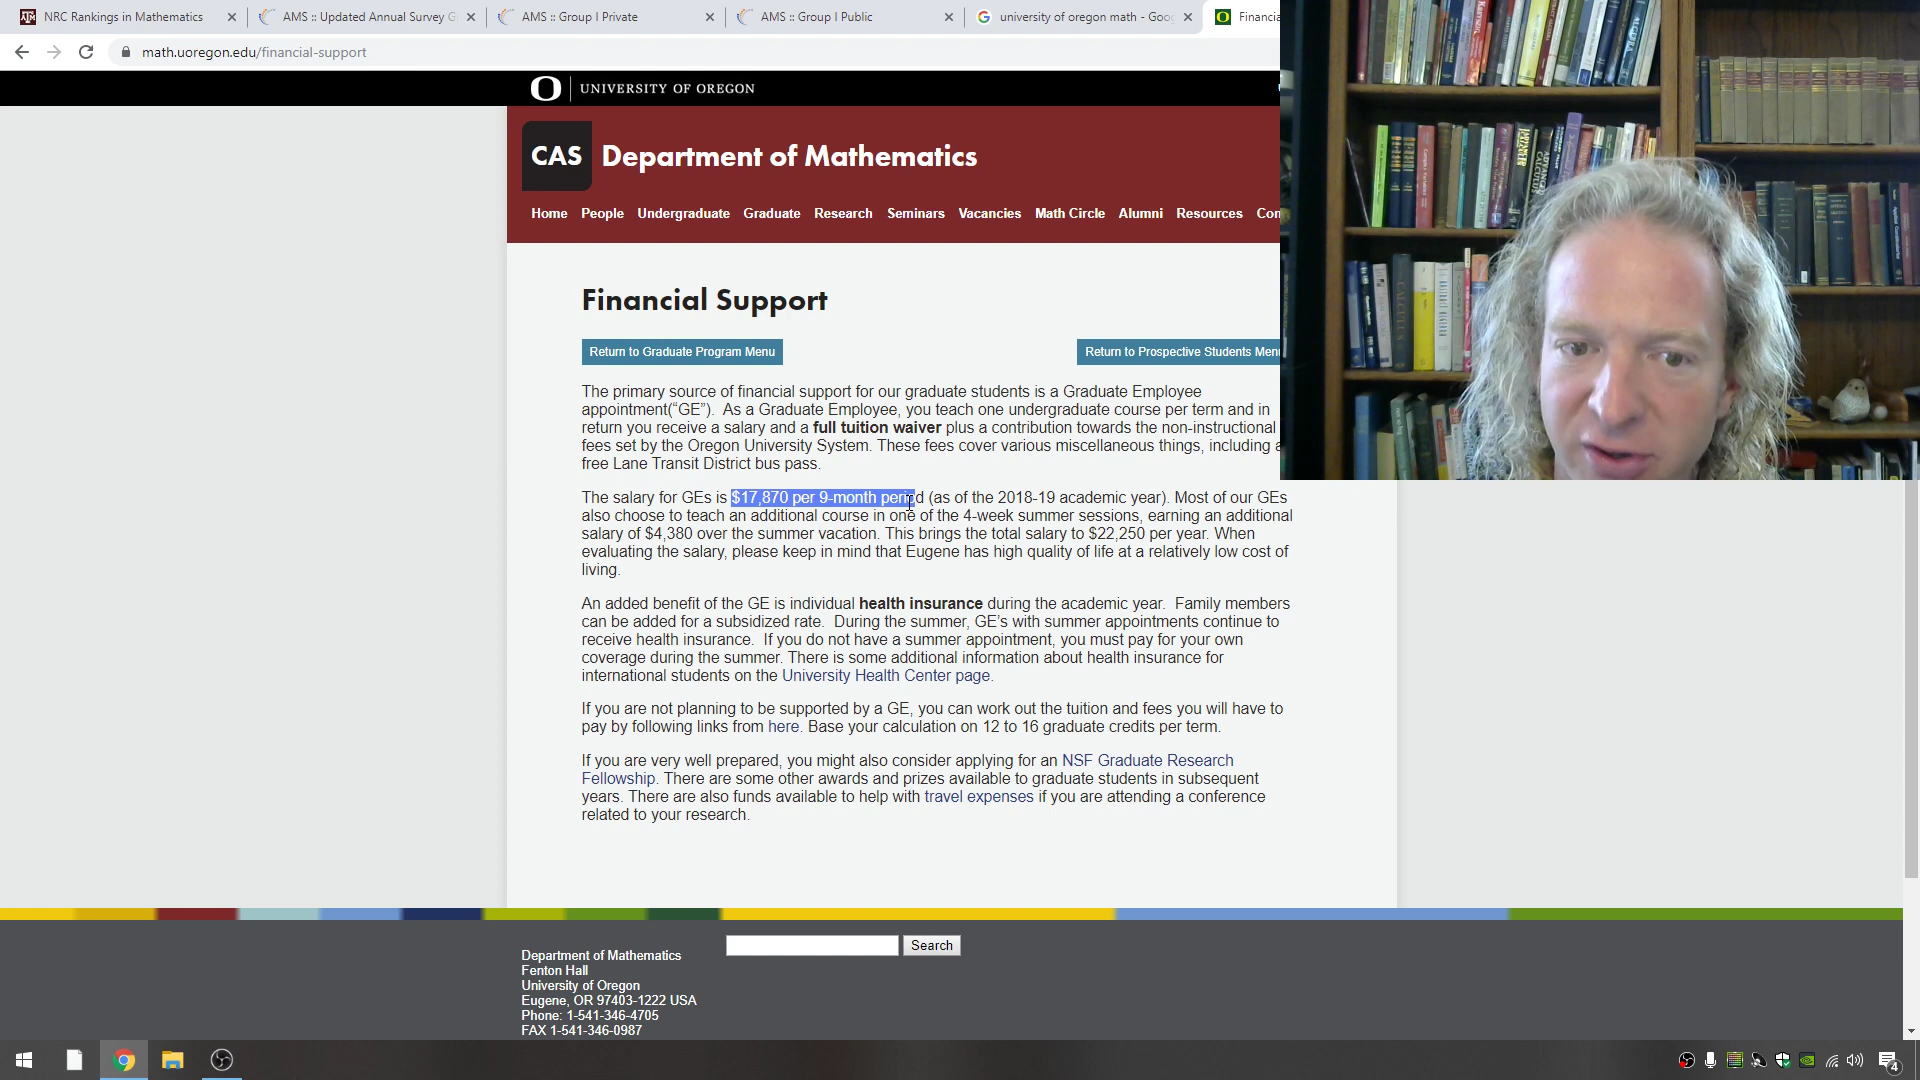 NRC Rankings in Mathematics
AMS :: Updated Annual Survey G
AMS :: Group I Private
AMS :: Group I Public
university of oregon math - Goo
Financia
math.uoregon.edu/financial-support
UNIVERSITY OF OREGON
CAS Department of Mathematics
Home People Undergraduate Graduate Research Seminars Vacancies Math Circle Alumni Resources Con
Financial Support
Return to Graduate Program Menu
Return to Prospective Students Menu
The primary source of financial support for our graduate students is a Graduate Employee
appointment(“GE”). As a Graduate Employee, you teach one undergraduate course per term and in
return you receive a salary and a full tuition waiver plus a contribution towards the non-instructional
fees set by the Oregon University System. These fees cover various miscellaneous things, including a
free Lane Transit District bus pass.
The salary for GEs is $17,870 per 9-month period (as of the 2018-19 academic year). Most of our GEs
also choose to teach an additional course in one of the 4-week summer sessions, earning an additional
salary of $4,380 over the summer vacation. This brings the total salary to $22,250 per year. When
evaluating the salary, please keep in mind that Eugene has high quality of life at a relatively low cost of
living.
An added benefit of the GE is individual health insurance during the academic year. Family members
can be added for a subsidized rate. During the summer, GE’s with summer appointments continue to
receive health insurance. If you do not have a summer appointment, you must pay for your own
coverage during the summer. There is some additional information about health insurance for
international students on the University Health Center page.
If you are not planning to be supported by a GE, you can work out the tuition and fees you will have to
pay by following links from here. Base your calculation on 12 to 16 graduate credits per term.
If you are very well prepared, you might also consider applying for an NSF Graduate Research
Fellowship. There are some other awards and prizes available to graduate students in subsequent
years. There are also funds available to help with travel expenses if you are attending a conference
related to your research.
Search
Department of Mathematics
Fenton Hall
University of Oregon
Eugene, OR 97403-1222 USA
Phone: 1-541-346-4705
FAX 1-541-346-0987
4